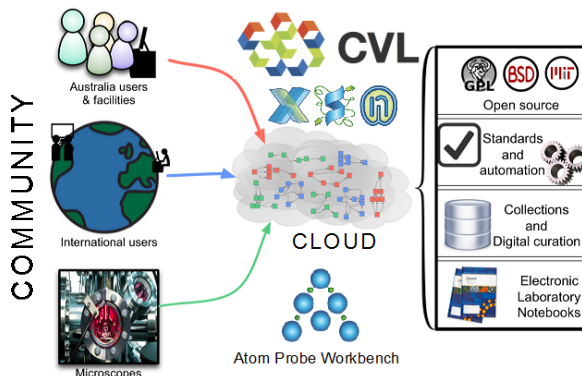 COMMUNITY
Australia users
& facilities
International users
Microscopes
CVL
CLOUD
Atom Probe Workbench
GPL
BSD
MIT
Open source
Standards
and
automation
Collections
and
Digital curation
Electronic
Laboratory
Notebooks